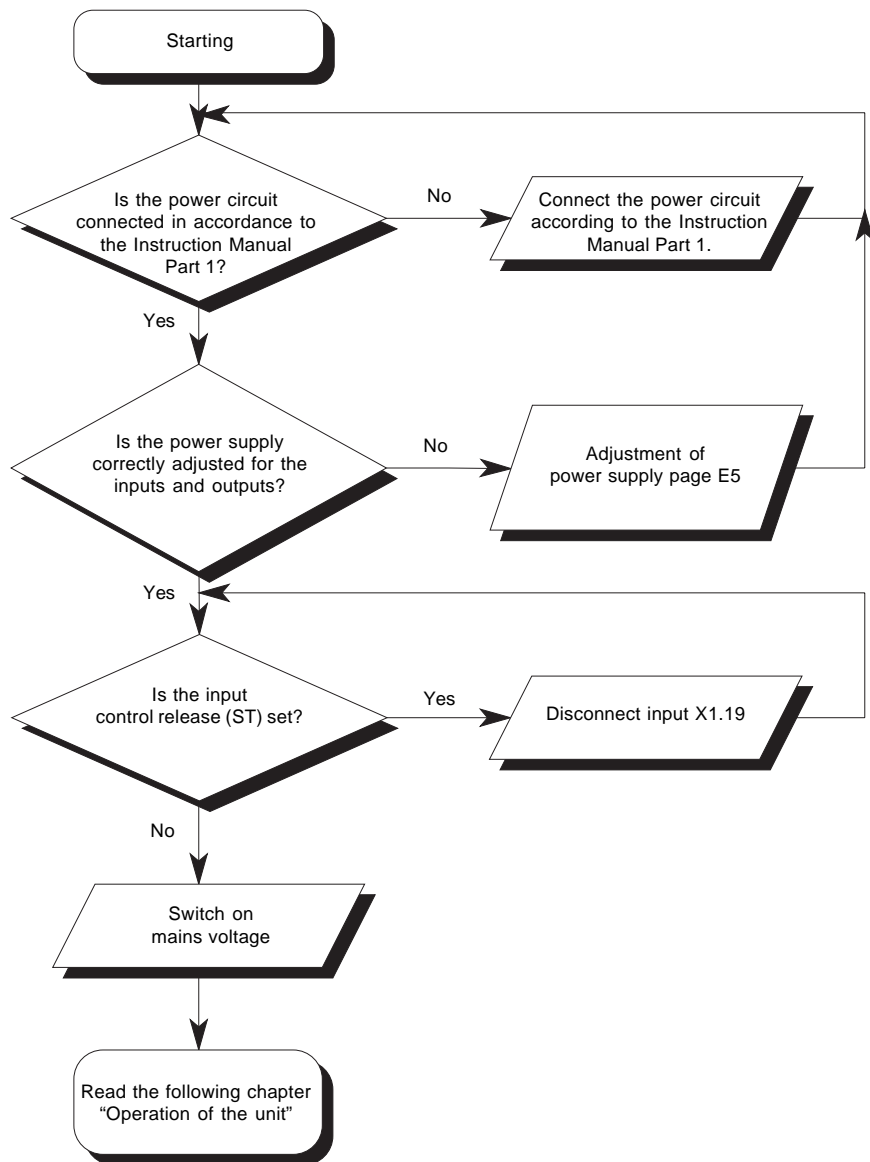 Starting
Is the power circuit
connected in accordance to
the Instruction Manual
Part 1?
No
Connect the power circuit
according to the Instruction
Manual Part 1.
Yes
Is the power supply
correctly adjusted for the
inputs and outputs?
No
Adjustment of
power supply page E5
Yes
Is the input
control release (ST) set?
Yes
Disconnect input X1.19
No
Switch on
mains voltage
Read the following chapter
“Operation of the unit”